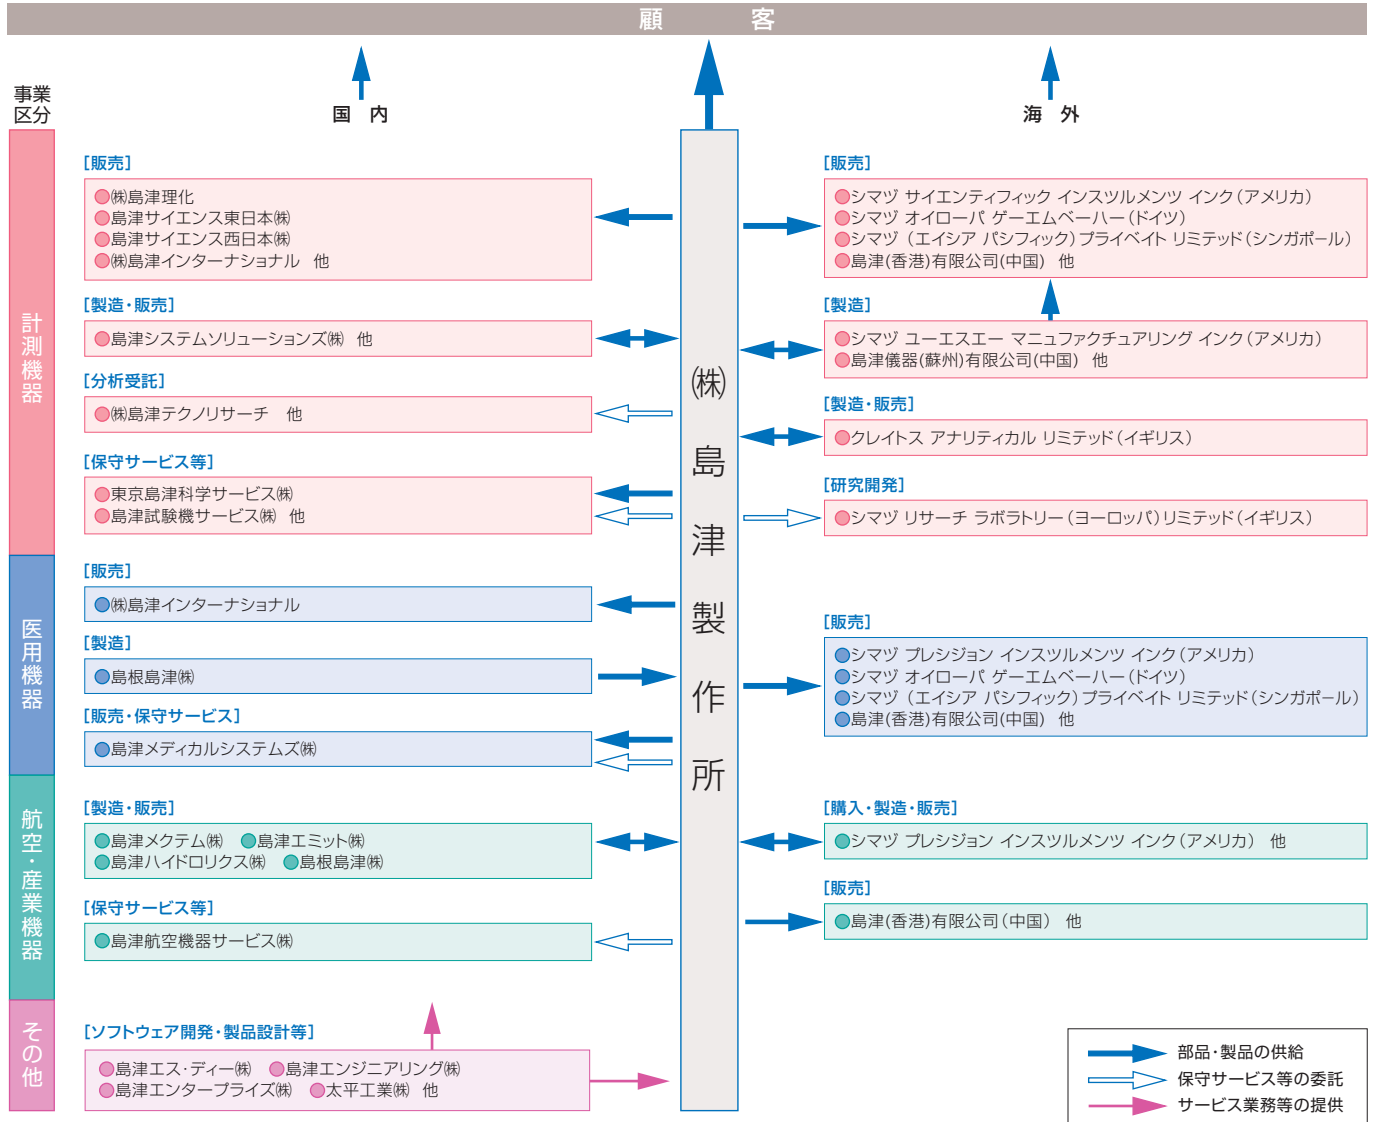 顧客
事業
区分
国内
海外
計測機器
[販売]
㈱島津理化
島津サイエンス東日本㈱
島津サイエンス西日本㈱
㈱島津インターナショナル 他
[製造・販売]
島津システムソリューションズ㈱ 他
[分析受託]
㈱島津テクノリサーチ 他
[保守サービス等]
東京島津科学サービス㈱
島津試験機サービス㈱ 他
医用機器
[販売]
㈱島津インターナショナル
[製造]
島根島津㈱
[販売・保守サービス]
島津メディカルシステムズ㈱
航空・産業機器
[製造・販売]
島津メクテム㈱ 島津エミット㈱
島津ハイドロリクス㈱ 島根島津㈱
[保守サービス等]
島津航空機器サービス㈱
その他
[ソフトウェア開発・製品設計等]
島津エス・ディー㈱ 島津エンジニアリング㈱
島津エンタープライズ㈱ 太平工業㈱ 他
㈱島津製作所
[販売]
シマヅ サイエンティフィック インスツルメンツ インク(アメリカ)
シマヅ オイローパ ゲーエムベーハー(ドイツ)
シマヅ (エイシア パシフィック)プライベイト リミテッド(シンガポール)
島津(香港)有限公司(中国) 他
[製造]
シマヅ ユーエスエー マニュファクチュアリング インク(アメリカ)
島津儀器(蘇州)有限公司(中国) 他
[製造・販売]
クレイトス アナリティカル リミテッド(イギリス)
[研究開発]
シマヅ リサーチ ラボラトリー(ヨーロッパ)リミテッド(イギリス)
[販売]
シマヅ プレシジョン インスツルメンツ インク(アメリカ)
シマヅ オイローパ ゲーエムベーハー(ドイツ)
シマヅ (エイシア パシフィック)プライベイト リミテッド(シンガポール)
島津(香港)有限公司(中国) 他
[購入・製造・販売]
シマヅ プレシジョン インスツルメンツ インク(アメリカ) 他
[販売]
島津(香港)有限公司(中国) 他
部品・製品の供給
保守サービス等の委託
サービス業務等の提供